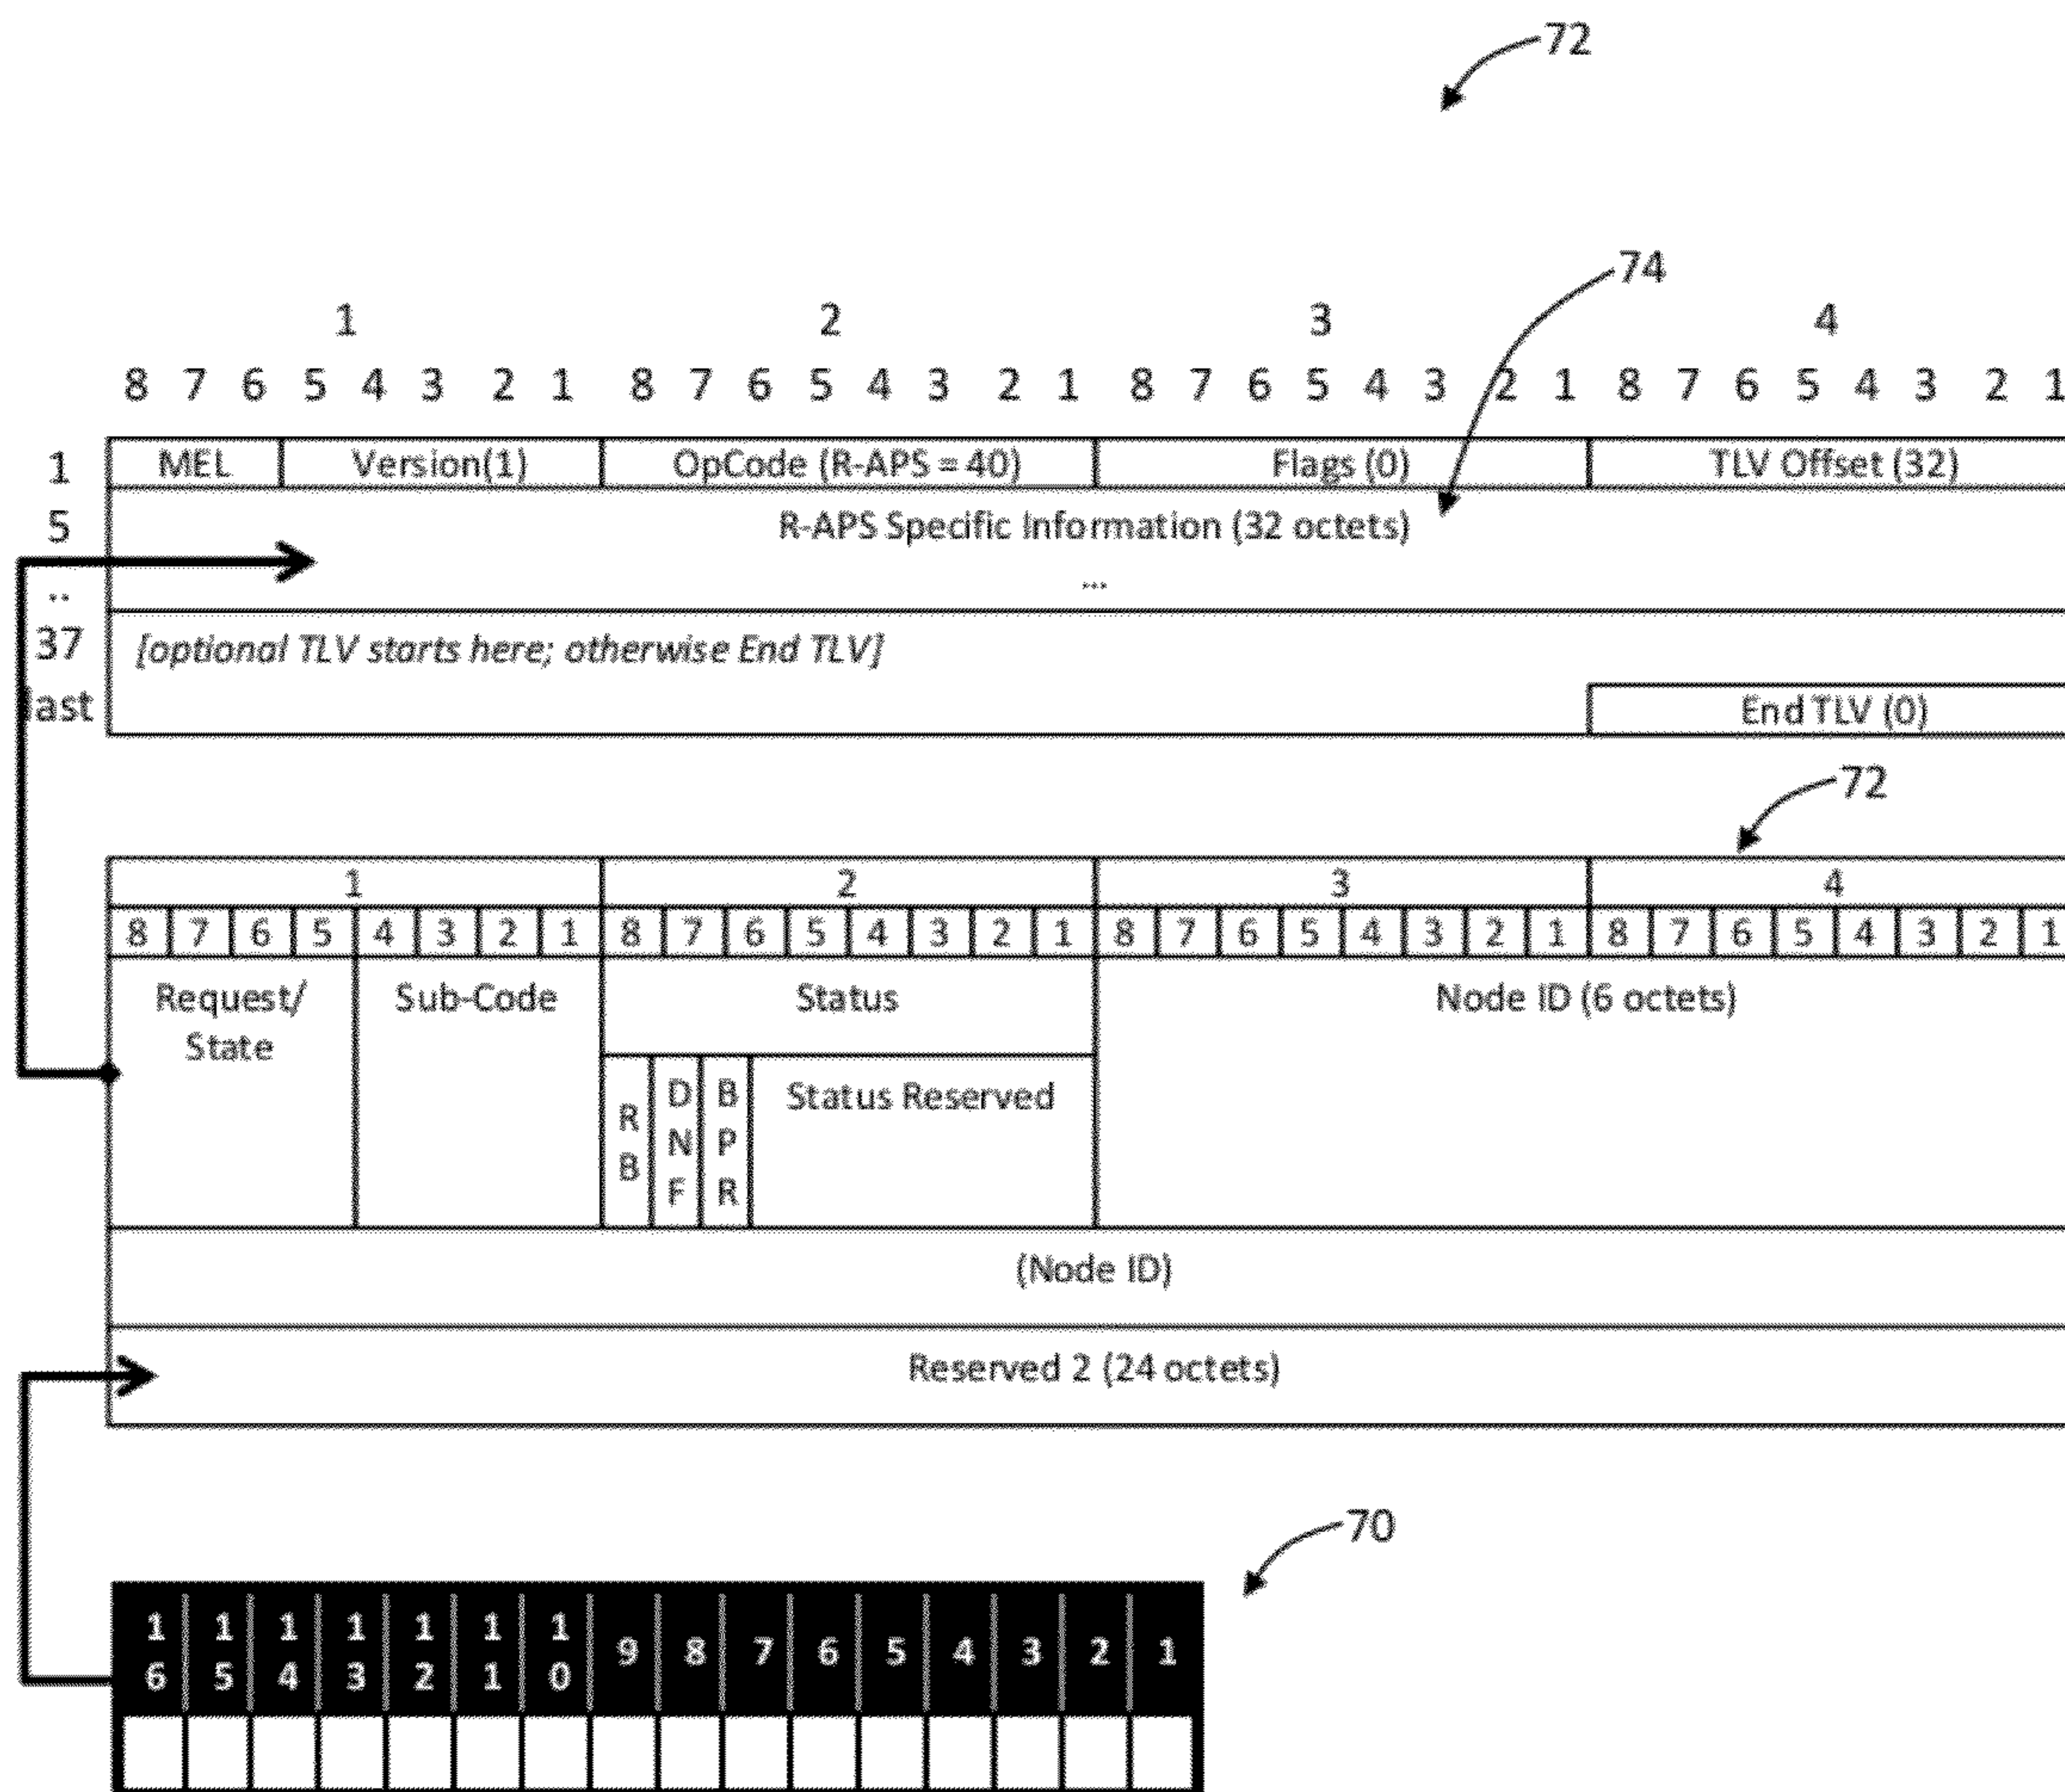 72
74
1 2 3 4
8 7 6 5 4 3 2 1 8 7 6 5 4 3 2 1 8 7 6 5 4 3 2 1 8 7 6 5 4 3 2 1
1 MEL Version(1) OpCode (R-APS = 40) Flags (0) TLV Offset (32)
5 R-APS Specific Information (32 octets)
.. ...
37 [optional TLV starts here; otherwise End TLV]
last End TLV (0)
72
1 2 3 4
8 7 6 5 4 3 2 1 8 7 6 5 4 3 2 1 8 7 6 5 4 3 2 1 8 7 6 5 4 3 2 1
Request/ Sub-Code Status Node ID (6 octets)
State
RB DNF BPR Status Reserved
(Node ID)
Reserved 2 (24 octets)
70
16 15 14 13 12 11 10 9 8 7 6 5 4 3 2 1